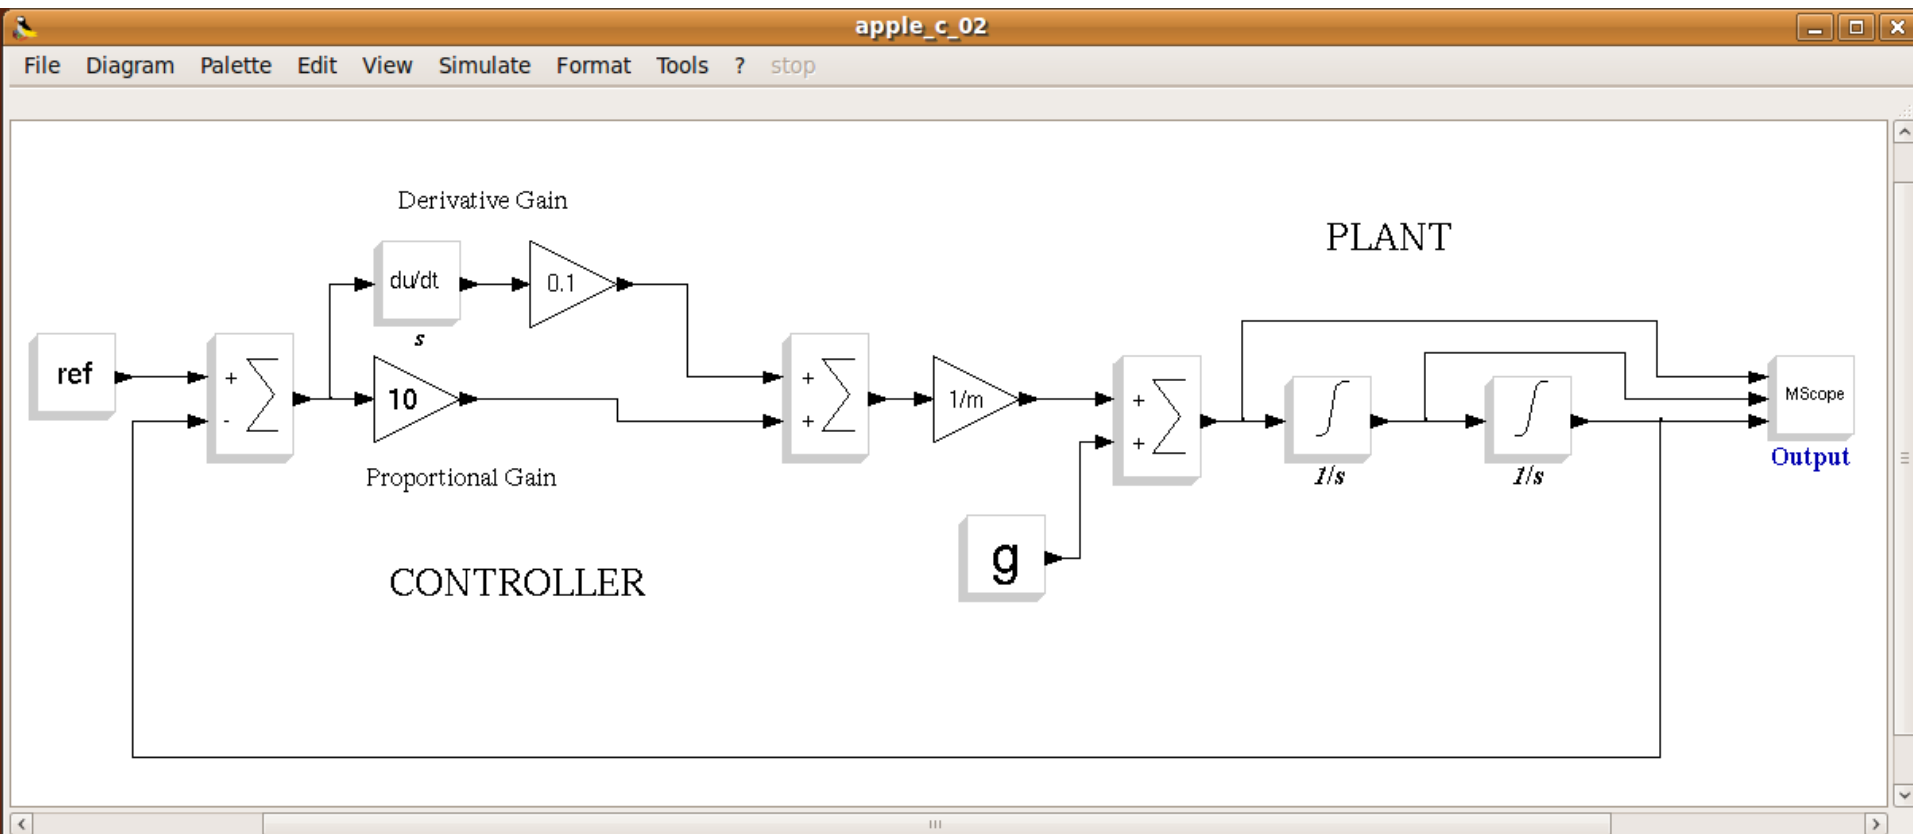 apple_c_02
File Diagram Palette Edit View Simulate Format Tools ? stop
Derivative Gain
PLANT
du/dt
0.1
s
ref
+
-
10
+
+
1/m
+
+
MScope
Output
1/s
1/s
Proportional Gain
g
CONTROLLER